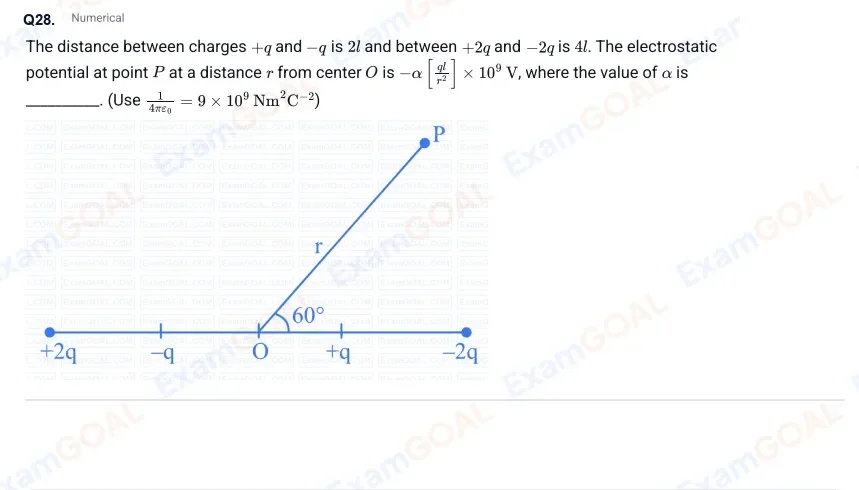 Q28. Numerical
The distance between charges +q and −q is 2l and between +2q and −2q is 4l. The electrostatic
potential at point P at a distance r from center O is −α [ql/r²] × 10⁹ V, where the value of α is
________. (Use 1/4πε₀ = 9 × 10⁹ Nm²C⁻²)
P
r
60°
+2q −q O +q −2q
ExamGOAL